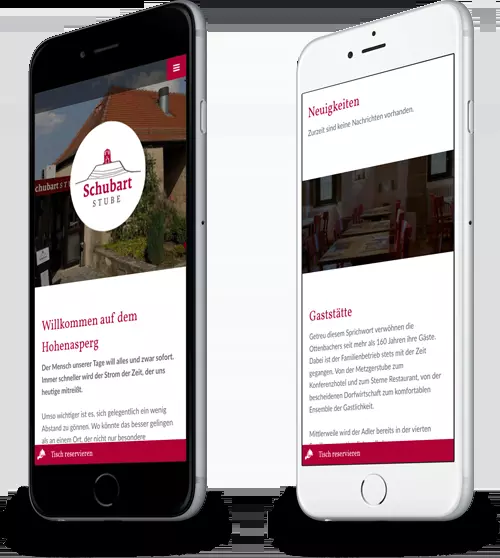 Schubart
STUBE
Schubart STUBE
Willkommen auf dem
Hohenasperg
Der Mensch unserer Tage will alles und zwar sofort.
Immer schneller wird der Strom der Zeit, der uns
heutige mitreißt.
Umso wichtiger ist es, sich gelegentlich ein wenig
Abstand zu gönnen. Wo könnte das besser gelingen
als an einem Ort, der nicht nur besondere
Tisch reservieren
Neuigkeiten
Zurzeit sind keine Nachrichten vorhanden.
Gaststätte
Getreu diesem Sprichwort verwöhnen die
Ottenbachers seit mehr als 160 Jahren ihre Gäste.
Dabei ist der Familienbetrieb stets mit der Zeit
gegangen. Von der Metzgerstube zum
Konferenzhotel und zum Sterne Restaurant, von der
bescheidenen Dorfwirtschaft zum komfortablen
Ensemble der Gastlichkeit.
Mittlerweile wird der Adler bereits in der vierten
Tisch reservieren